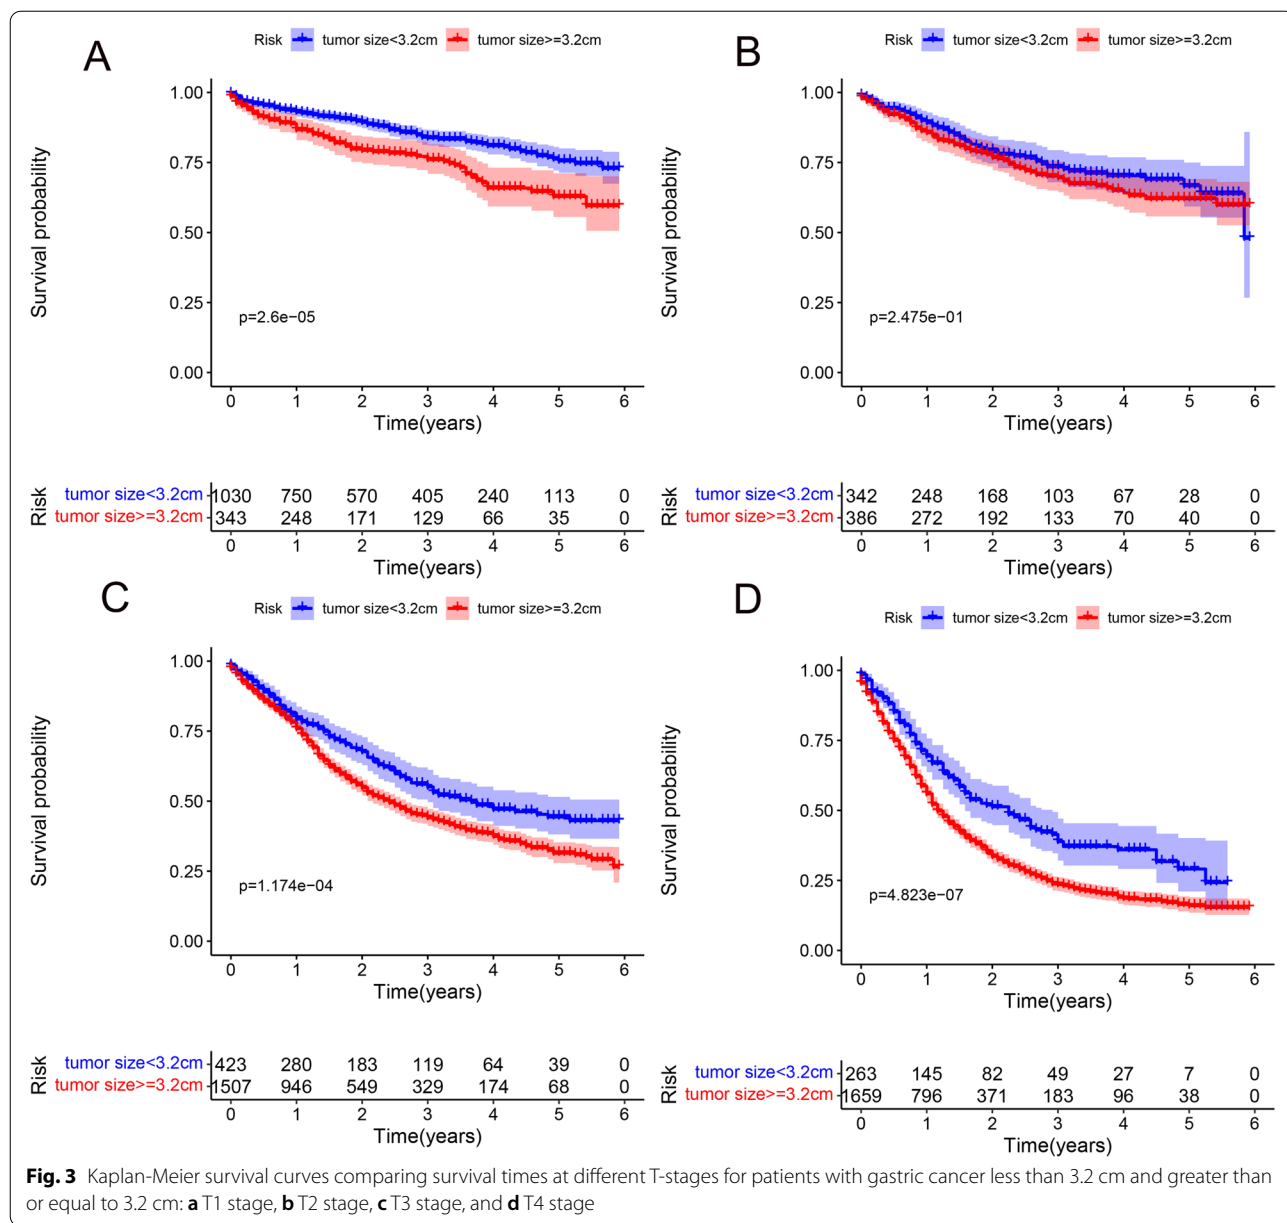 A
Risk tumor size<3.2cm tumor size>=3.2cm
Survival probability
1.00
0.75
0.50
0.25
0.00
p=2.6e−05
0 1 2 3 4 5 6
Time(years)
Risk
tumor size<3.2cm 1030 750 570 405 240 113 0
tumor size>=3.2cm 343 248 171 129 66 35 0
0 1 2 3 4 5 6
Time(years)
B
Risk tumor size<3.2cm tumor size>=3.2cm
Survival probability
1.00
0.75
0.50
0.25
0.00
p=2.475e−01
0 1 2 3 4 5 6
Time(years)
Risk
tumor size<3.2cm 342 248 168 103 67 28 0
tumor size>=3.2cm 386 272 192 133 70 40 0
0 1 2 3 4 5 6
Time(years)
C
Risk tumor size<3.2cm tumor size>=3.2cm
Survival probability
1.00
0.75
0.50
0.25
0.00
p=1.174e−04
0 1 2 3 4 5 6
Time(years)
Risk
tumor size<3.2cm 423 280 183 119 64 39 0
tumor size>=3.2cm 1507 946 549 329 174 68 0
0 1 2 3 4 5 6
Time(years)
D
Risk tumor size<3.2cm tumor size>=3.2cm
Survival probability
1.00
0.75
0.50
0.25
0.00
p=4.823e−07
0 1 2 3 4 5 6
Time(years)
Risk
tumor size<3.2cm 263 145 82 49 27 7 0
tumor size>=3.2cm 1659 796 371 183 96 38 0
0 1 2 3 4 5 6
Time(years)
Fig. 3 Kaplan-Meier survival curves comparing survival times at different T-stages for patients with gastric cancer less than 3.2 cm and greater than
or equal to 3.2 cm: a T1 stage, b T2 stage, c T3 stage, and d T4 stage